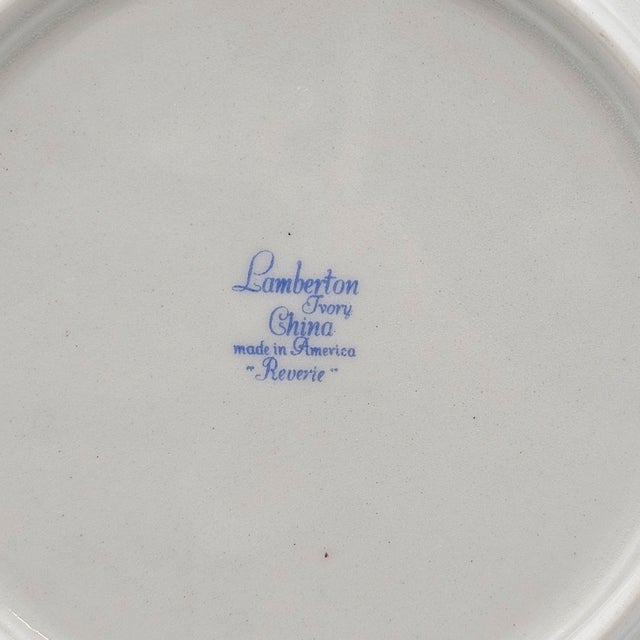 Lamberton
Ivory
China
made in America
"Reverie"